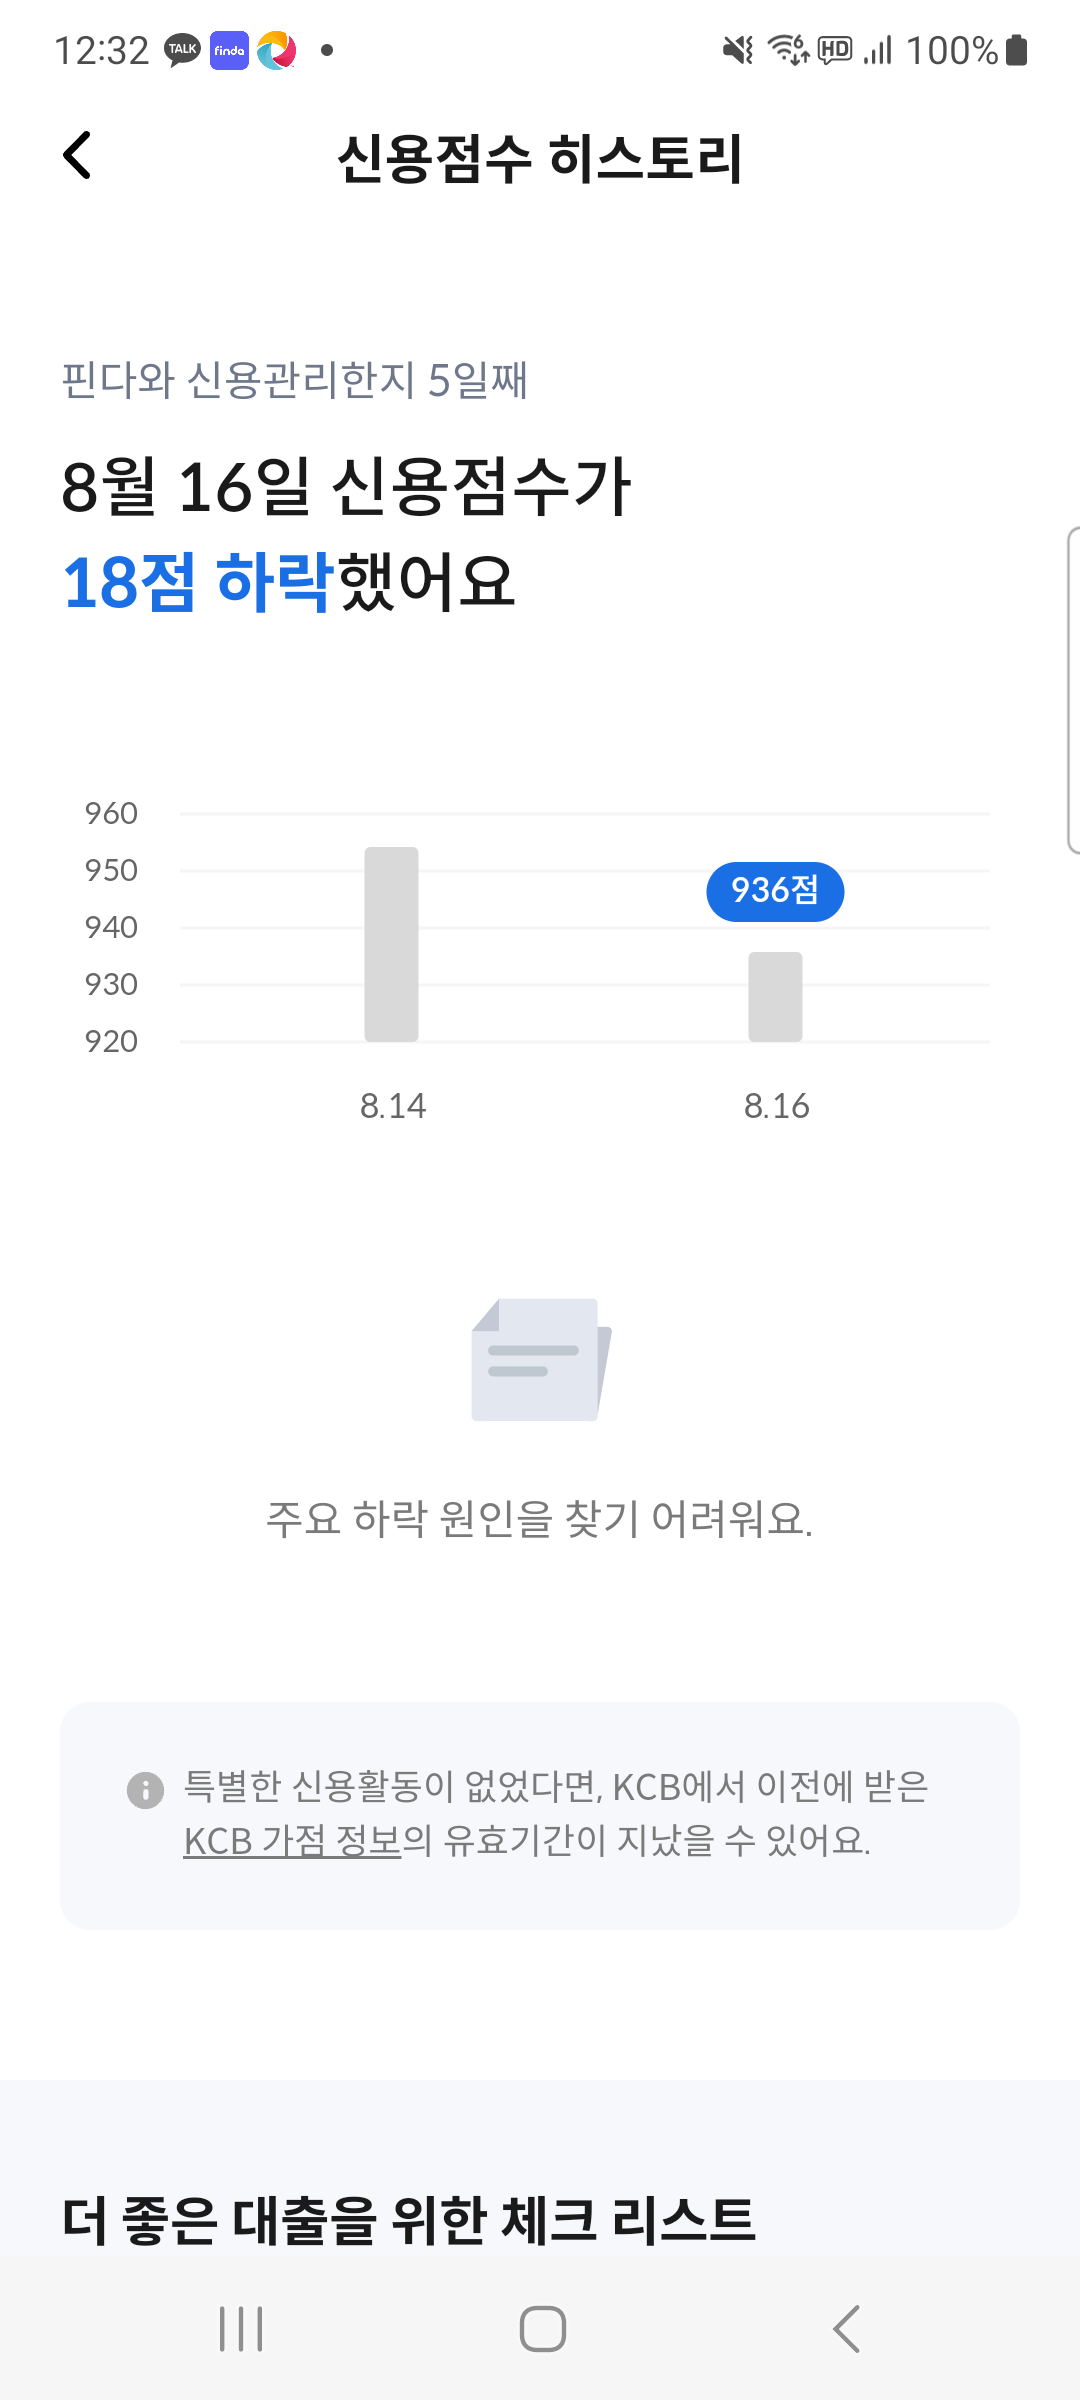 12:32 TALK finda HD 100%
신용점수 히스토리
핀다와 신용관리한지 5일째
8월 16일 신용점수가
18점 하락했어요
960
950
936점
940
930
920
8.14 8.16
주요 하락 원인을 찾기 어려워요.
특별한 신용활동이 없었다면, KCB에서 이전에 받은
KCB 가점 정보의 유효기간이 지났을 수 있어요.
더 좋은 대출을 위한 체크 리스트